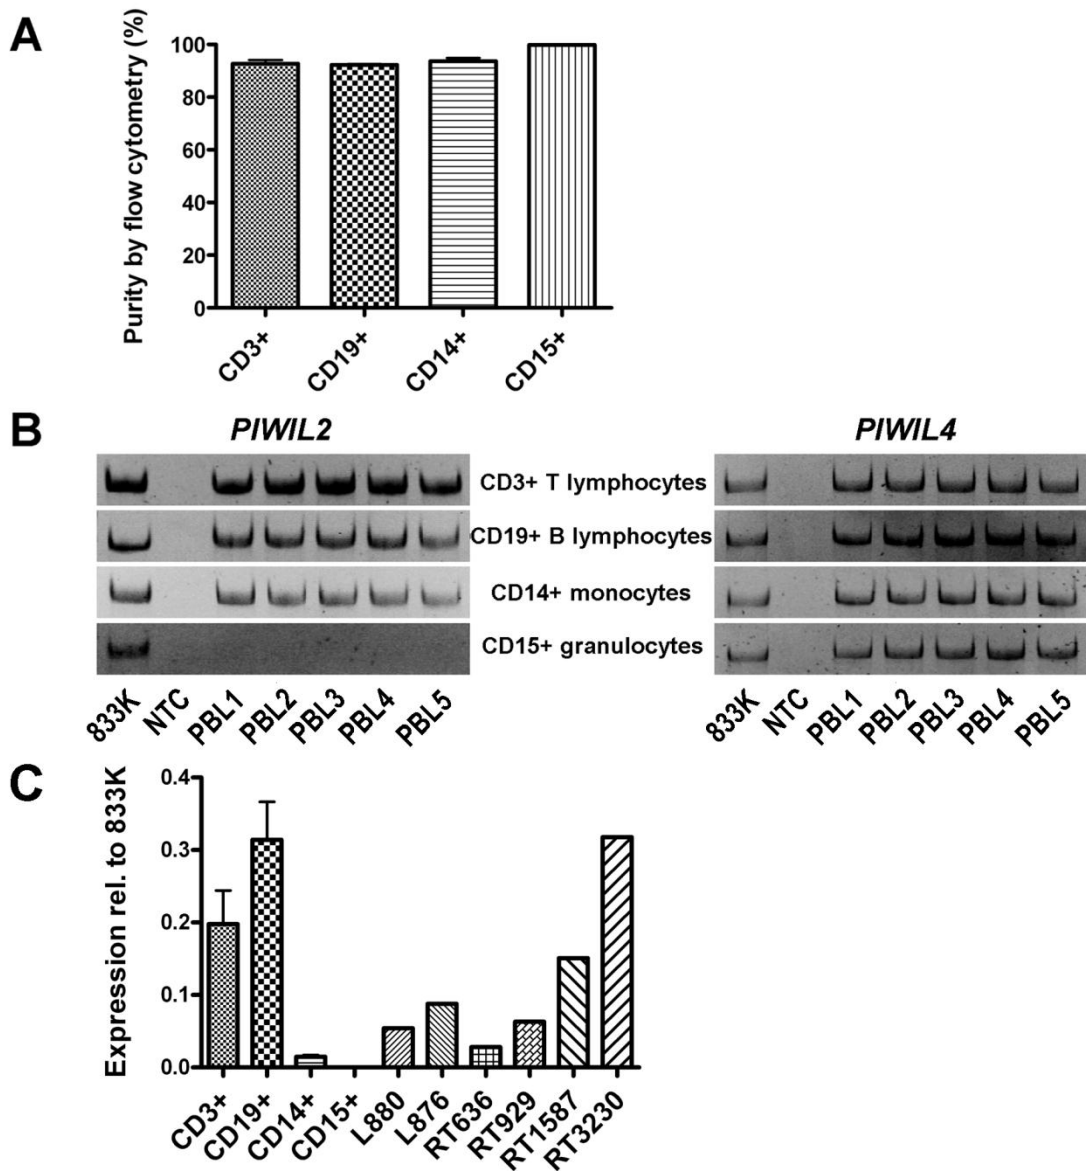 A
Purity by flow cytometry (%)
100
80
60
40
20
0
CD3+
CD19+
CD14+
CD15+
B
PIWIL2
PIWIL4
CD3+ T lymphocytes
CD19+ B lymphocytes
CD14+ monocytes
CD15+ granulocytes
833K
NTC
PBL1
PBL2
PBL3
PBL4
PBL5
833K
NTC
PBL1
PBL2
PBL3
PBL4
PBL5
C
Expression rel. to 833K
0.4
0.3
0.2
0.1
0.0
CD3+
CD19+
CD14+
CD15+
L880
L876
RT636
RT929
RT1587
RT3230